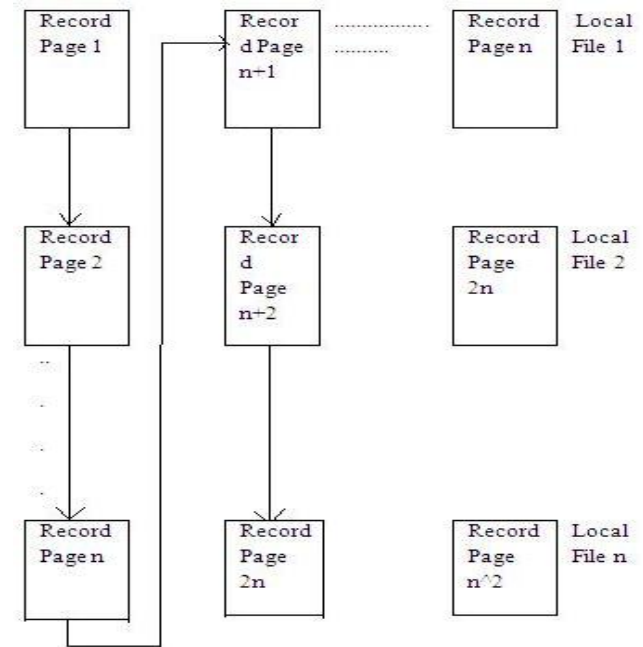 Record
Page 1
Recor
d Page
n+1
...............
..........
Record
Page n
Local
File 1
Record
Page 2
Recor
d
Page
n+2
Record
Page
2n
Local
File 2
..
.
.
.
Record
Page n
Record
Page
2n
Record
Page
n^2
Local
File n